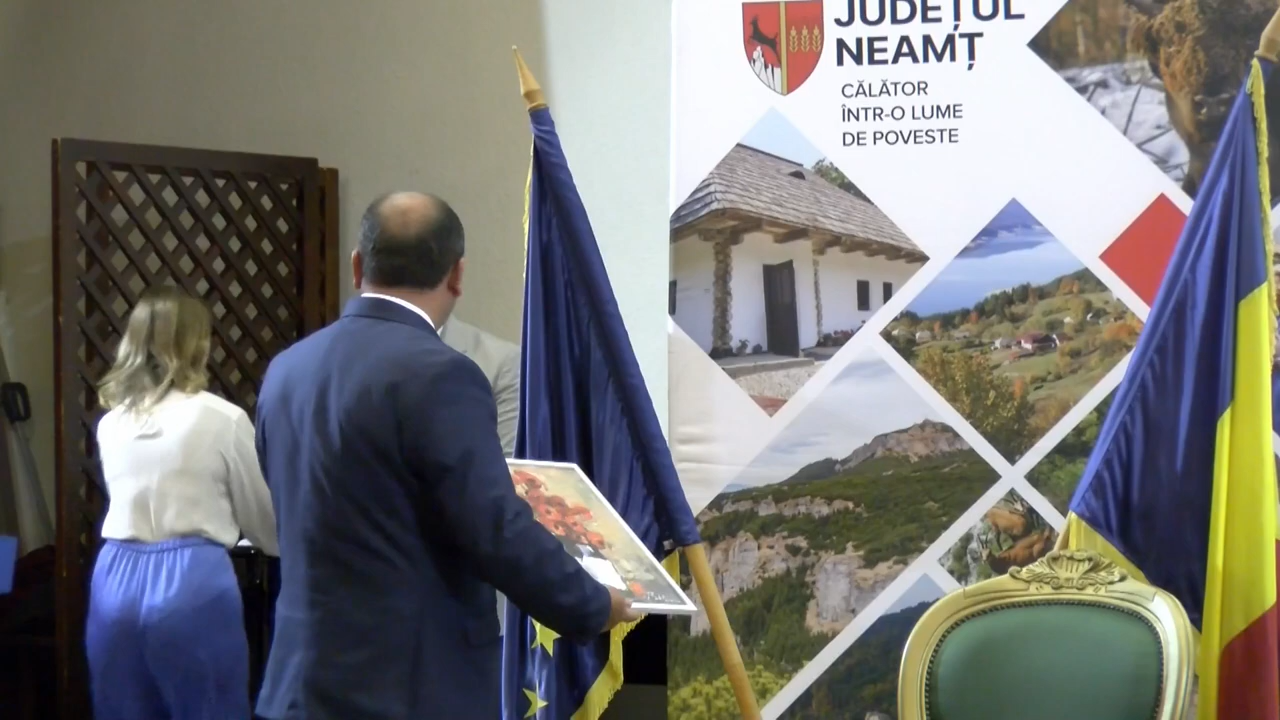 JUDEȚUL
NEAMȚ
CĂLĂTOR
ÎNTR-O LUME
DE POVESTE